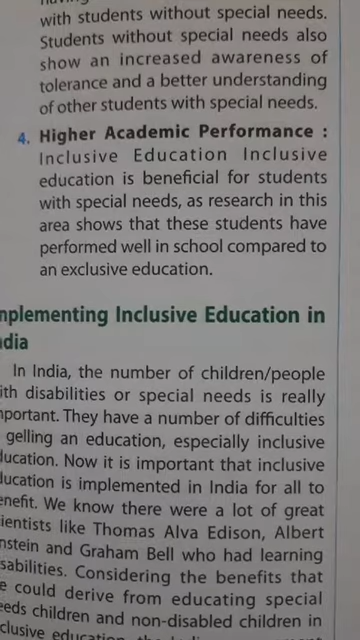 with students without special needs.
Students without special needs also
show an increased awareness of
tolerance and a better understanding
of other students with special needs.
4. Higher Academic Performance :
Inclusive Education Inclusive
education is beneficial for students
with special needs, as research in this
area shows that these students have
performed well in school compared to
an exclusive education.
nplementing Inclusive Education in
dia
In India, the number of children/people
ith disabilities or special needs is really
portant. They have a number of difficulties
gelling an education, especially inclusive
ducation. Now it is important that inclusive
ducation is implemented in India for all to
enefit. We know there were a lot of great
ientists like Thomas Alva Edison, Albert
nstein and Graham Bell who had learning
sabilities. Considering the benefits that
e could derive from educating special
eeds children and non-disabled children in